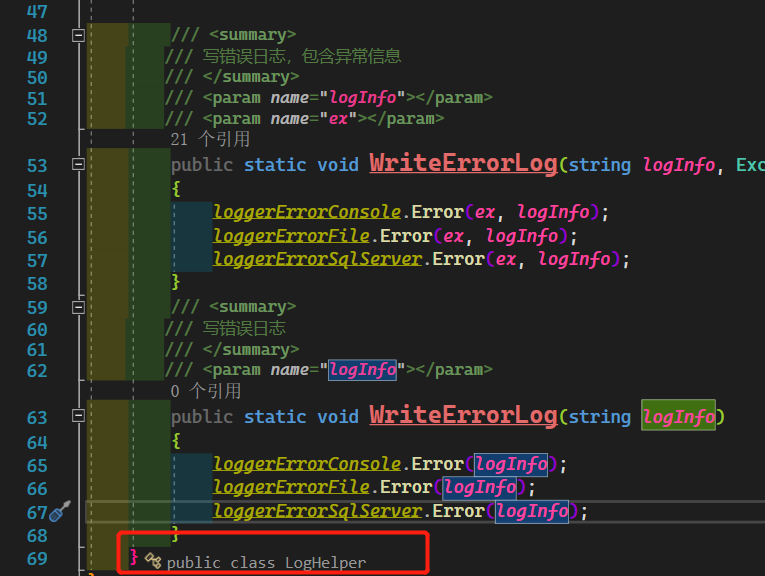 47
48 /// <summary>
49 /// 写错误日志，包含异常信息
50 /// </summary>
51 /// <param name="logInfo"></param>
52 /// <param name="ex"></param>
21 个引用
53 public static void WriteErrorLog(string logInfo, Exc
54 {
55 loggerErrorConsole.Error(ex, logInfo);
56 loggerErrorFile.Error(ex, logInfo);
57 loggerErrorSqlServer.Error(ex, logInfo);
58 }
59 /// <summary>
60 /// 写错误日志
61 /// </summary>
62 /// <param name="logInfo"></param>
0 个引用
63 public static void WriteErrorLog(string logInfo)
64 {
65 loggerErrorConsole.Error(logInfo);
66 loggerErrorFile.Error(logInfo);
67 loggerErrorSqlServer.Error(logInfo);
68 }
69 } public class LogHelper